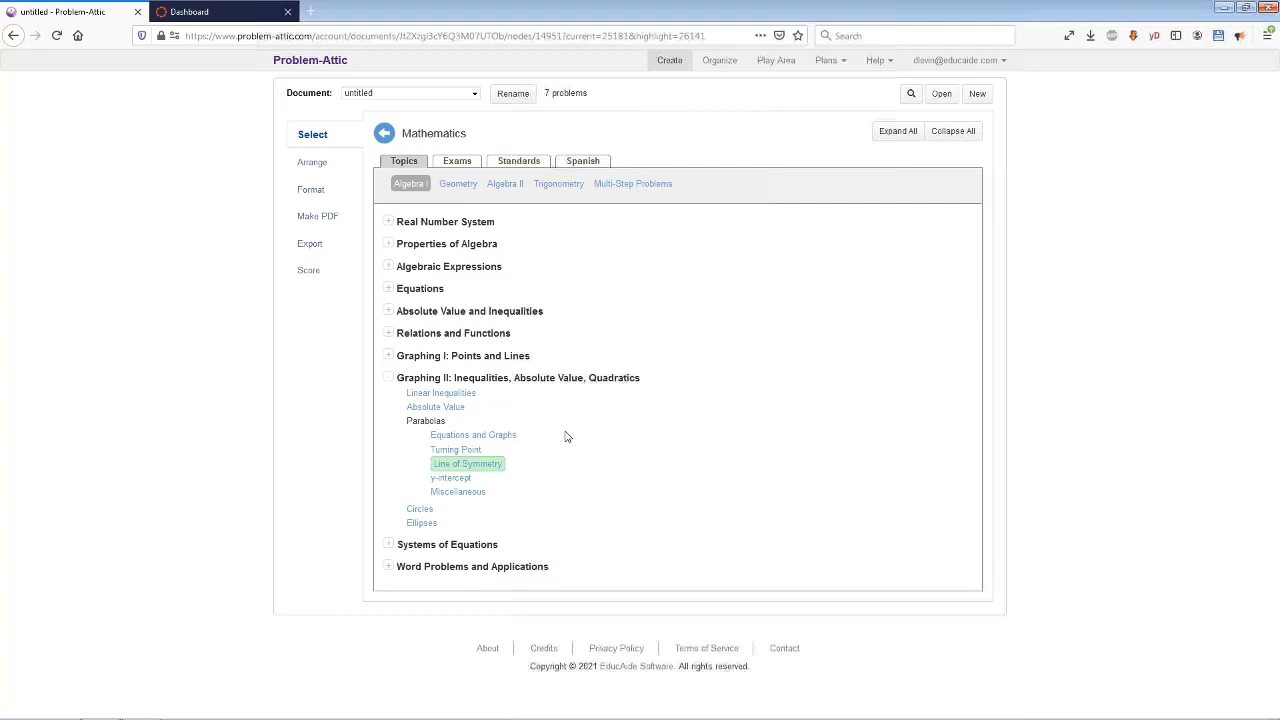 untitled - Problem-Attic
Dashboard
https://www.problem-attic.com/account/documents/JtZXzgl3cY6Q3M07UTOb/nodes/14951?current=25181&highlight=26141
Search
Problem-Attic
Create
Organize
Play Area
Plans
Help
dlevin@educaide.com
Document:
untitled
Rename
7 problems
Open
New
Select
Mathematics
Expand All
Collapse All
Arrange
Topics
Exams
Standards
Spanish
Format
Algebra I
Geometry
Algebra II
Trigonometry
Multi-Step Problems
Make PDF
Export
Score
Real Number System
Properties of Algebra
Algebraic Expressions
Equations
Absolute Value and Inequalities
Relations and Functions
Graphing I: Points and Lines
Graphing II: Inequalities, Absolute Value, Quadratics
Linear Inequalities
Absolute Value
Parabolas
Equations and Graphs
Turning Point
Line of Symmetry
y-intercept
Miscellaneous
Circles
Ellipses
Systems of Equations
Word Problems and Applications
About
Credits
Privacy Policy
Terms of Service
Contact
Copyright © 2021 EducAide Software. All rights reserved.